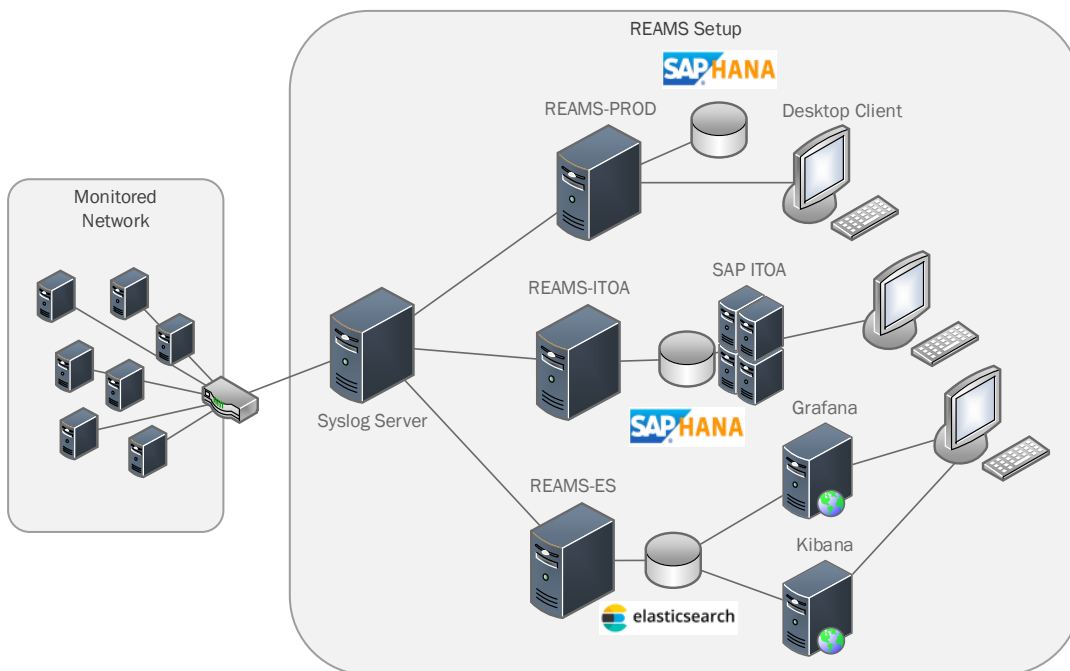 REAMS Setup
SAP HANA
REAMS-PROD
Desktop Client
Monitored
Network
REAMS-ITOA
SAP ITOA
Syslog Server
SAP HANA
Grafana
REAMS-ES
Kibana
elasticsearch